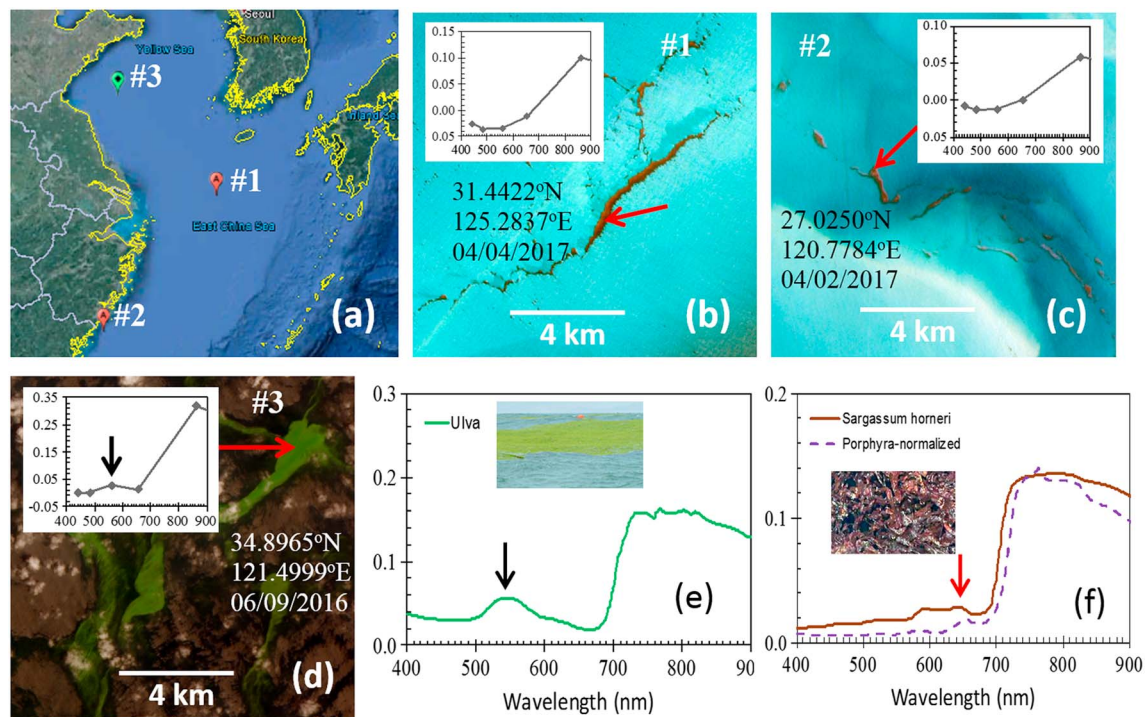 Seoul
South Korea
Yellow Sea
#3
#1
East China Sea
#2
(a)
0.15
0.10
0.05
0.00
0.05
400 500 600 700 800 900
#1
31.4422°N
125.2837°E
04/04/2017
4 km
(b)
#2
0.10
0.05
0.00
0.05
400 500 600 700 800 900
27.0250°N
120.7784°E
04/02/2017
4 km
(c)
0.35
0.25
0.15
0.05
-0.05
400 500 600 700 800 900
#3
34.8965°N
121.4999°E
06/09/2016
4 km
(d)
0.3
0.2
0.1
0.0
Ulva
(e)
400 500 600 700 800 90
Wavelength (nm)
0.2
0.1
0.0
Sargassum horneri
Porphyra-normalized
(f)
400 500 600 700 800 90
Wavelength (nm)